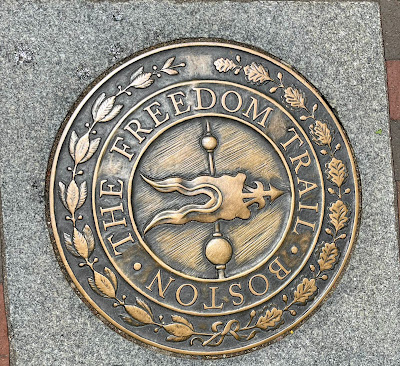 THE FREEDOM TRAIL
BOSTON